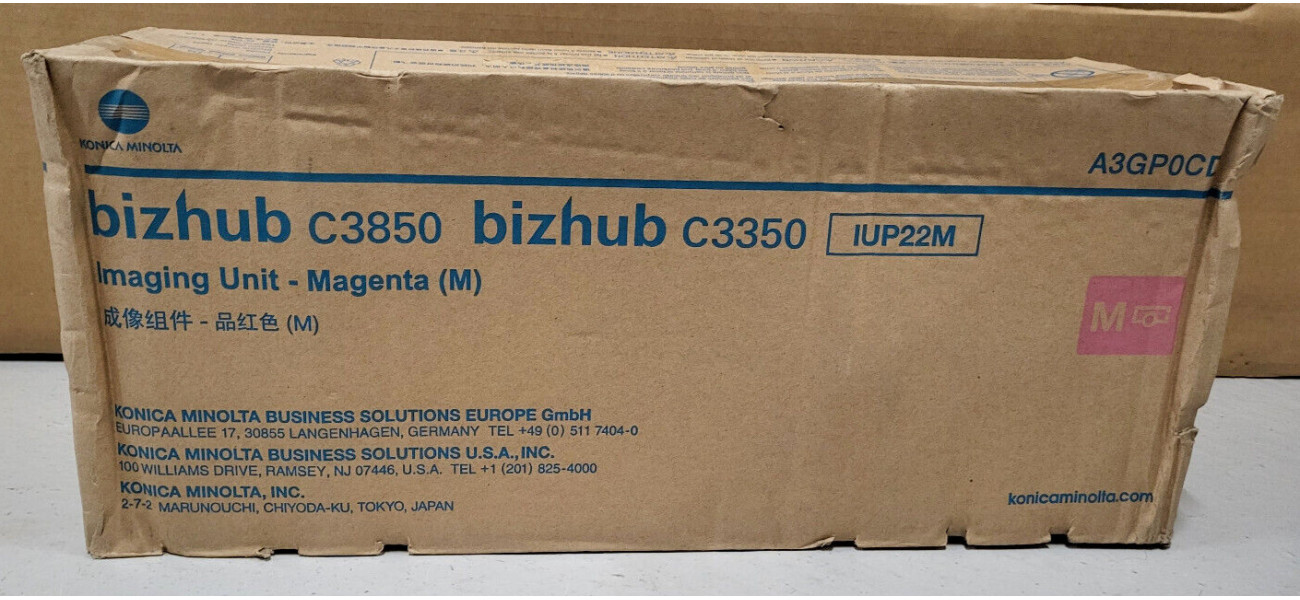 KONICA MINOLTA
A3GP0CD
bizhub C3850 bizhub C3350 IUP22M
Imaging Unit - Magenta (M)
成像组件 - 品红色 (M)
M
KONICA MINOLTA BUSINESS SOLUTIONS EUROPE GmbH
EUROPAALLEE 17, 30855 LANGENHAGEN, GERMANY TEL +49 (0) 511 7404-0
KONICA MINOLTA BUSINESS SOLUTIONS U.S.A., INC.
100 WILLIAMS DRIVE, RAMSEY, NJ 07446, U.S.A. TEL +1 (201) 825-4000
KONICA MINOLTA, INC.
2-7-2 MARUNOUCHI, CHIYODA-KU, TOKYO, JAPAN
konicaminolta.com